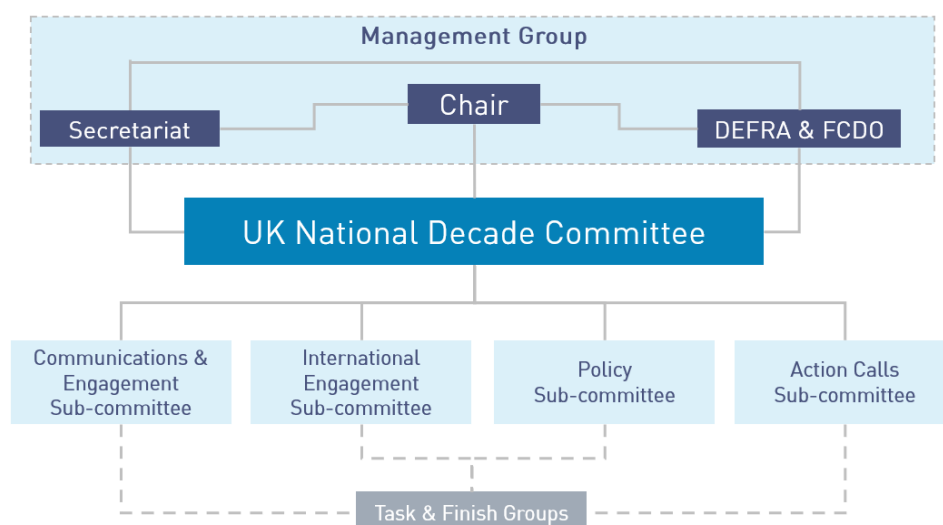 Management Group
Chair
Secretariat
DEFRA & FCDO
UK National Decade Committee
Communications &
Engagement
Sub-committee
International
Engagement
Sub-committee
Policy
Sub-committee
Action Calls
Sub-committee
Task & Finish Groups